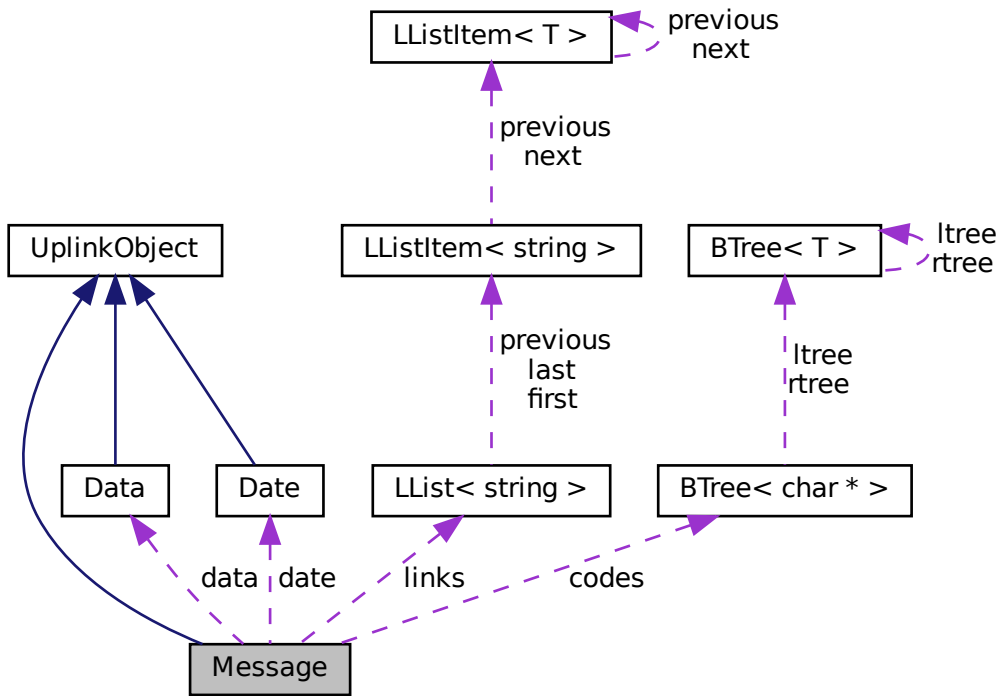 LListItem< T >
previous
next
previous
next
UplinkObject
LListItem< string >
BTree< T >
ltree
rtree
previous
last
first
ltree
rtree
Data
Date
LList< string >
BTree< char * >
data
date
links
codes
Message